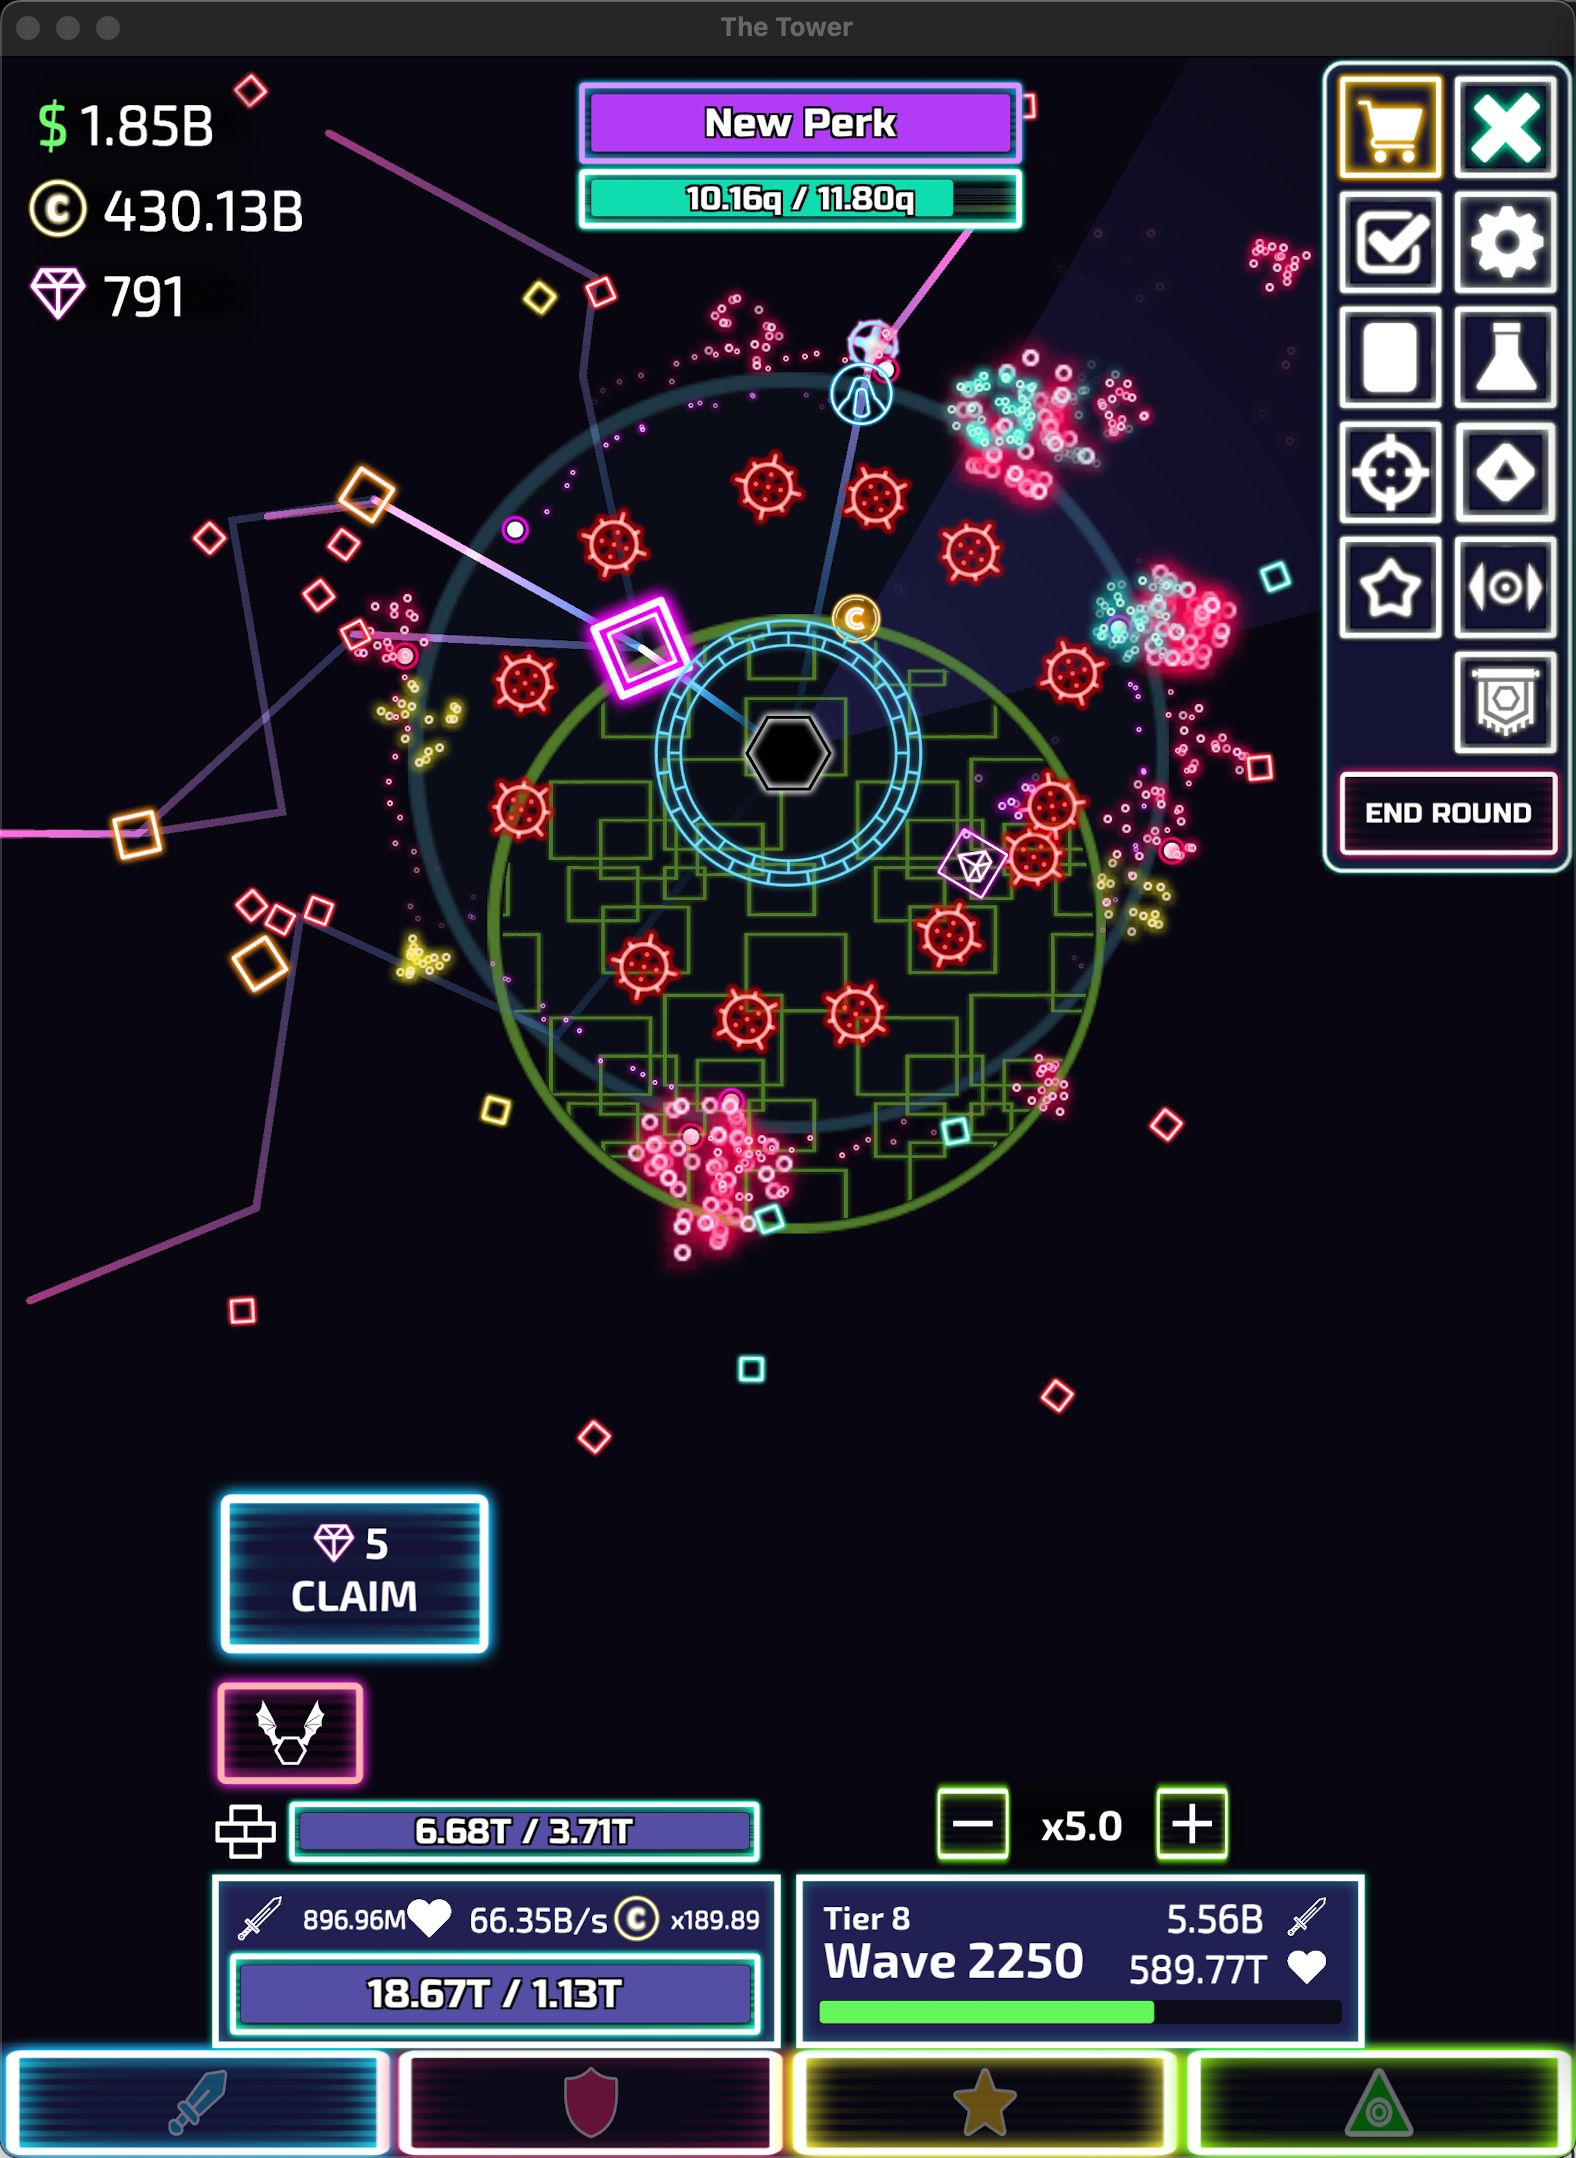 The Tower
$ 1.85B
C 430.13B
791
New Perk
10.16q / 11.80q
END ROUND
C
5
CLAIM
6.68T / 3.71T
x5.0
896.96M 66.35B/s C x189.89
18.67T / 1.13T
Tier 8 5.56B
Wave 2250 589.77T